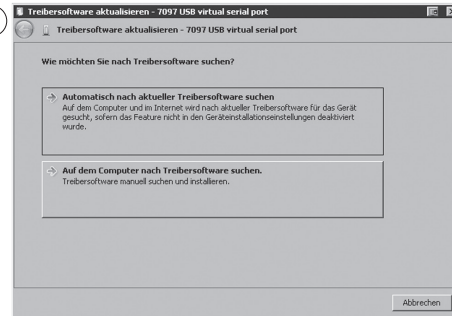 Treibersoftware aktualisieren - 7097 USB virtual serial port
Treibersoftware aktualisieren - 7097 USB virtual serial port
Wie möchten Sie nach Treibersoftware suchen?
Automatisch nach aktueller Treibersoftware suchen
Auf dem Computer und im Internet wird nach aktueller Treibersoftware für das Gerät
gesucht, sofern das Feature nicht in den Geräteinstallationseinstellungen deaktiviert
wurde.
Auf dem Computer nach Treibersoftware suchen.
Treibersoftware manuell suchen und installieren.
Abbrechen